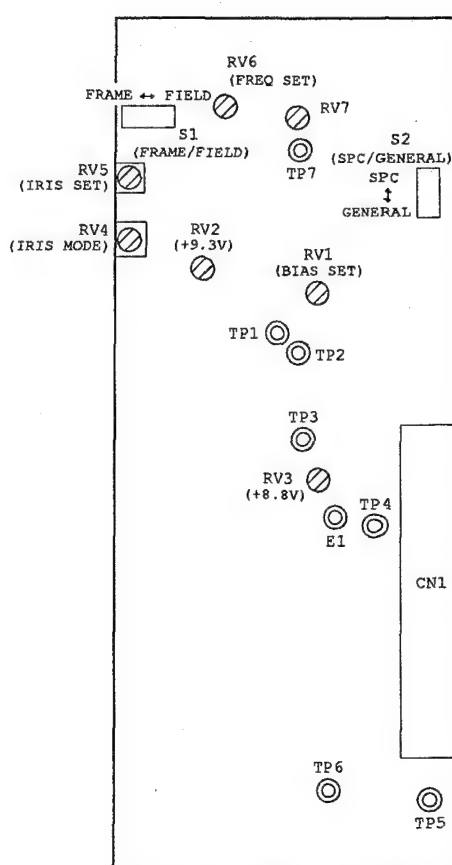 RV6
(FREQ SET)
FRAME ↔ FIELD
RV7
S1
(FRAME/FIELD)
S2
(SPC/GENERAL)
TP7
RV5
(IRIS SET)
SPC
↕
GENERAL
RV4
(IRIS MODE)
RV2
(+9.3V)
RV1
(BIAS SET)
TP1
TP2
TP3
RV3
(+8.8V)
TP4
E1
CN1
TP6
TP5